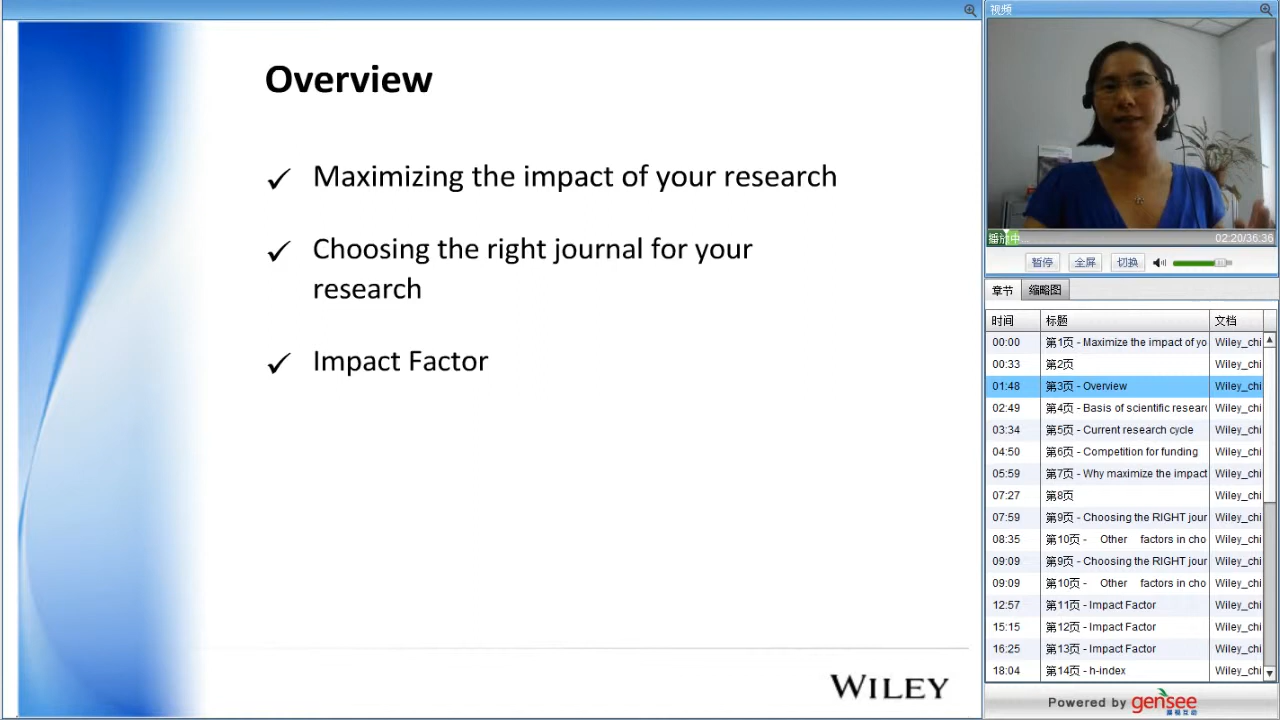 Overview
✓ Maximizing the impact of your research
✓ Choosing the right journal for your
research
✓ Impact Factor
WILEY
视频
播放中...
02:20/36:36
暂停 全屏 切换
章节 缩略图
时间 标题 文档
00:00 第1页 - Maximize the impact of yo Wiley_chi
00:33 第2页 Wiley_chi
01:48 第3页 - Overview Wiley_chi
02:49 第4页 - Basis of scientific resear Wiley_chi
03:34 第5页 - Current research cycle Wiley_chi
04:50 第6页 - Competition for funding Wiley_chi
05:59 第7页 - Why maximize the impact Wiley_chi
07:27 第8页 Wiley_chi
07:59 第9页 - Choosing the RIGHT jour Wiley_chi
08:35 第10页 - Other factors in cho Wiley_chi
09:09 第9页 - Choosing the RIGHT jour Wiley_chi
09:09 第10页 - Other factors in cho Wiley_chi
12:57 第11页 - Impact Factor Wiley_chi
15:15 第12页 - Impact Factor Wiley_chi
16:25 第13页 - Impact Factor Wiley_chi
18:04 第14页 - h-index Wiley_chi
Powered by gensee
展视互动